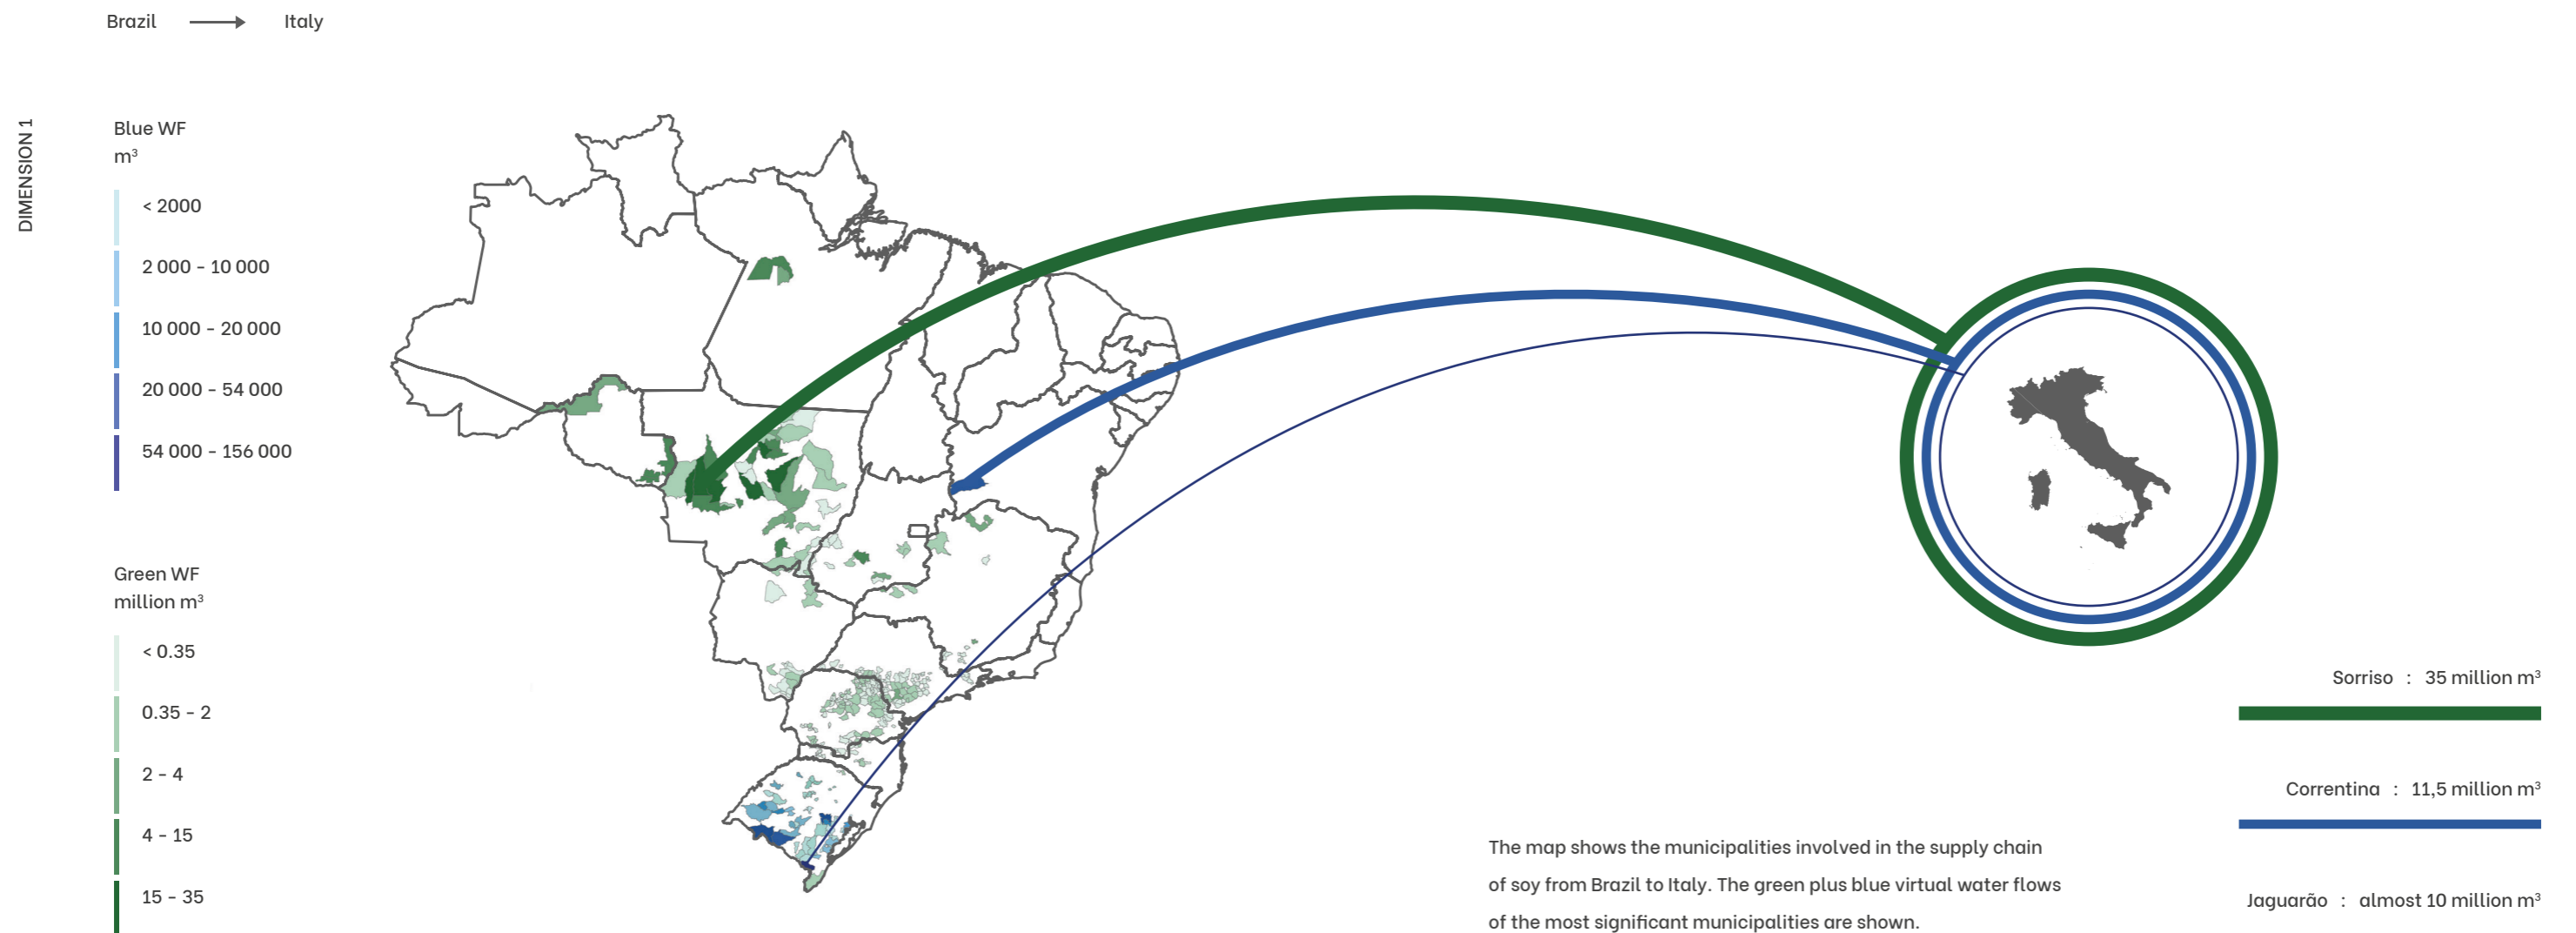 Brazil → Italy
DIMENSION 1
Blue WF
m³
< 2000
2 000 - 10 000
10 000 - 20 000
20 000 - 54 000
54 000 - 156 000
Green WF
million m³
< 0.35
0.35 - 2
2 - 4
4 - 15
15 - 35
Sorriso : 35 million m³
Correntina : 11,5 million m³
Jaguarão : almost 10 million m³
The map shows the municipalities involved in the supply chain
of soy from Brazil to Italy. The green plus blue virtual water flows
of the most significant municipalities are shown.